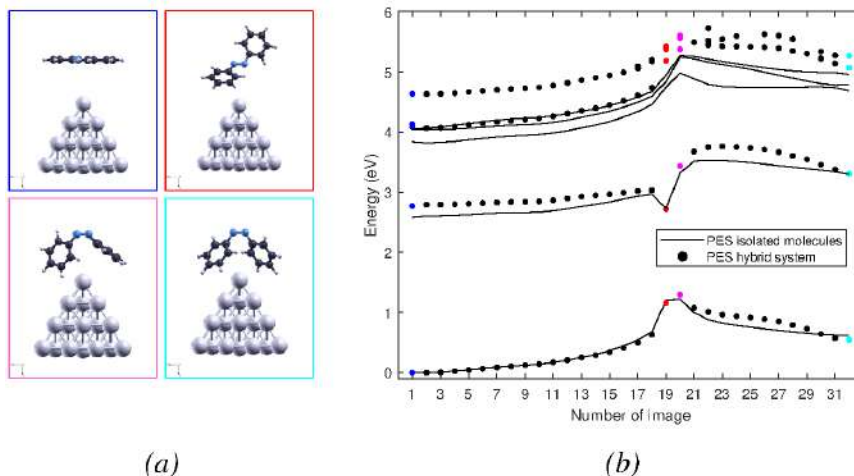 6
5
4
3
2
1
0
Energy (eV)
PES isolated molecules
PES hybrid system
1 3 5 7 9 11 13 15 17 19 21 23 25 27 29 31
Number of image
(a)
(b)